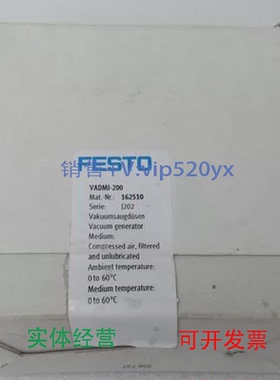 FESTO
销售TV:vip520yx
VADMI-200
Mat.-Nr.: 162510
Serie: J202
Vakuumsaugdüsen
Vacuum generator
Medium:
Compressed air, filtered
and unlubricated
Ambient temperature:
0 to 60°C
Medium temperature:
0 to 60°C
实体经营 可开发票